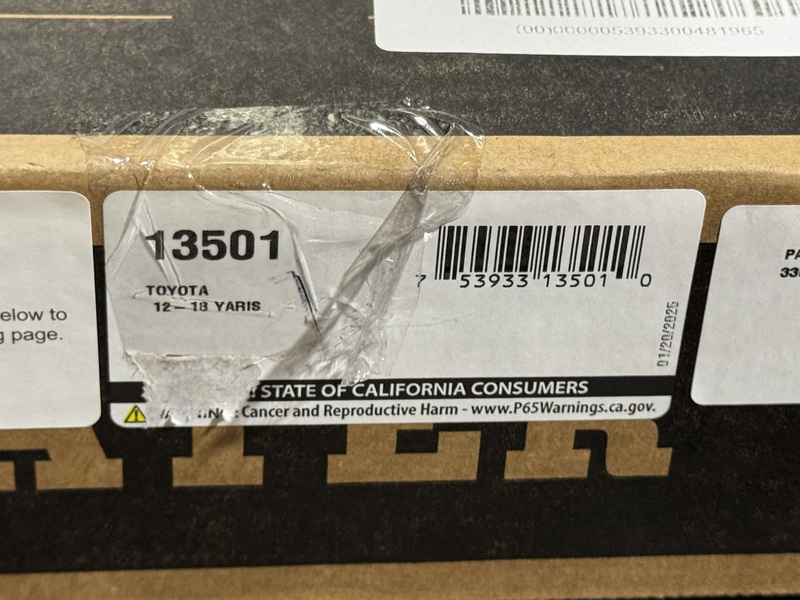 (00)000005393300481965
elow to
g page.
13501
TOYOTA
12-18 YARIS
7 53933 13501 0
01/20/2025
STATE OF CALIFORNIA CONSUMERS
: Cancer and Reproductive Harm - www.P65Warnings.ca.gov.
PA
33